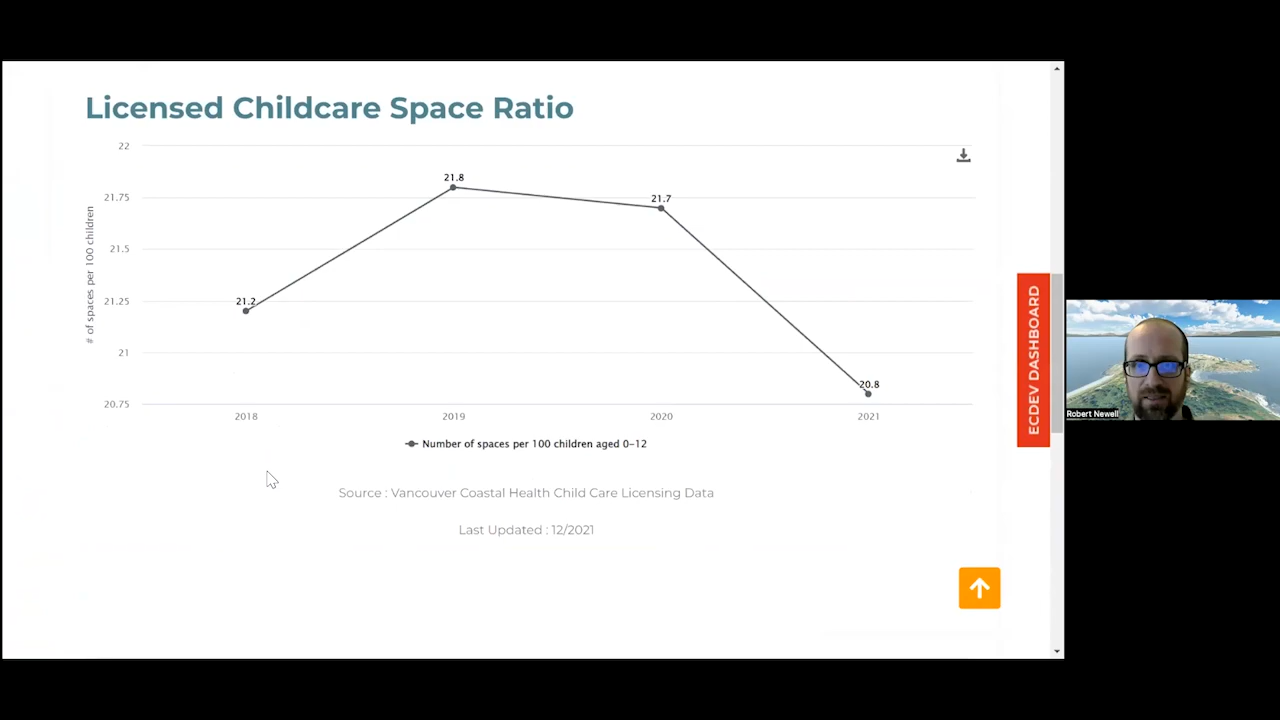 Licensed Childcare Space Ratio
22
21.75
21.5
21.25
21
20.75
# of spaces per 100 children
21.2
21.8
21.7
20.8
2018
2019
2020
2021
Number of spaces per 100 children aged 0-12
Source : Vancouver Coastal Health Child Care Licensing Data
Last Updated : 12/2021
ECDEV DASHBOARD
Robert Newell